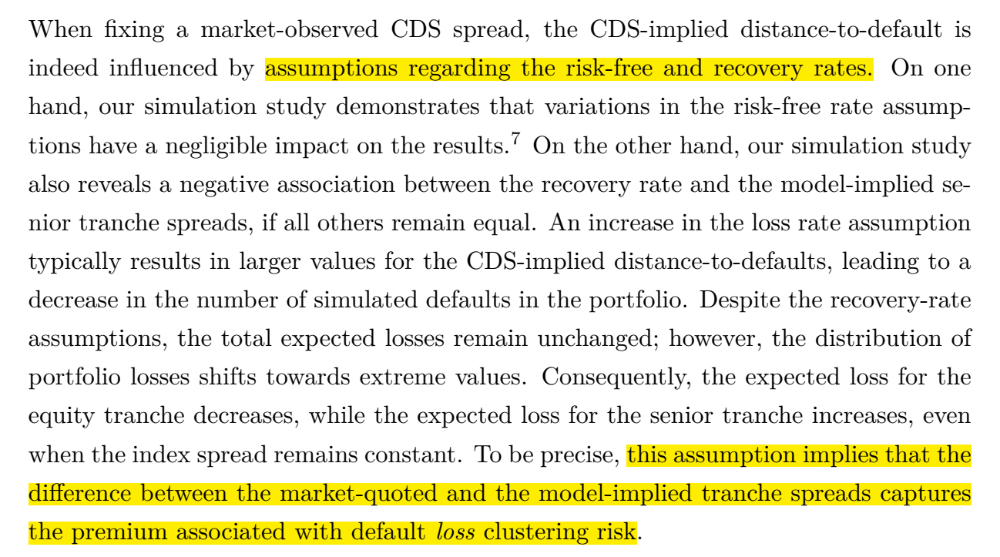 When fixing a market-observed CDS spread, the CDS-implied distance-to-default is
indeed influenced by assumptions regarding the risk-free and recovery rates. On one
hand, our simulation study demonstrates that variations in the risk-free rate assump-
tions have a negligible impact on the results.7 On the other hand, our simulation study
also reveals a negative association between the recovery rate and the model-implied se-
nior tranche spreads, if all others remain equal. An increase in the loss rate assumption
typically results in larger values for the CDS-implied distance-to-defaults, leading to a
decrease in the number of simulated defaults in the portfolio. Despite the recovery-rate
assumptions, the total expected losses remain unchanged; however, the distribution of
portfolio losses shifts towards extreme values. Consequently, the expected loss for the
equity tranche decreases, while the expected loss for the senior tranche increases, even
when the index spread remains constant. To be precise, this assumption implies that the
difference between the market-quoted and the model-implied tranche spreads captures
the premium associated with default loss clustering risk.